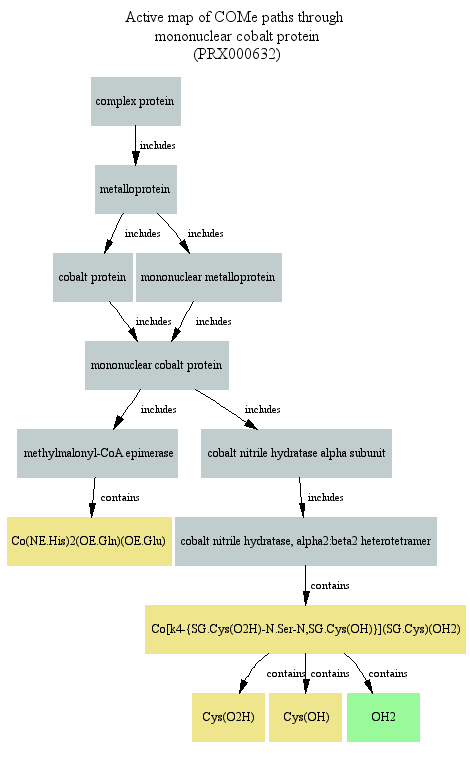 Active map of COMe paths through
mononuclear cobalt protein
(PRX000632)
complex protein
includes
metalloprotein
includes
includes
cobalt protein
mononuclear metalloprotein
includes
includes
mononuclear cobalt protein
includes
includes
methylmalonyl-CoA epimerase
cobalt nitrile hydratase alpha subunit
contains
includes
Co(NE.His)2(OE.Gln)(OE.Glu)
cobalt nitrile hydratase, alpha2:beta2 heterotetramer
contains
Co[k4-{SG.Cys(O2H)-N.Ser-N,SG.Cys(OH)}](SG.Cys)(OH2)
contains
contains
contains
Cys(O2H)
Cys(OH)
OH2